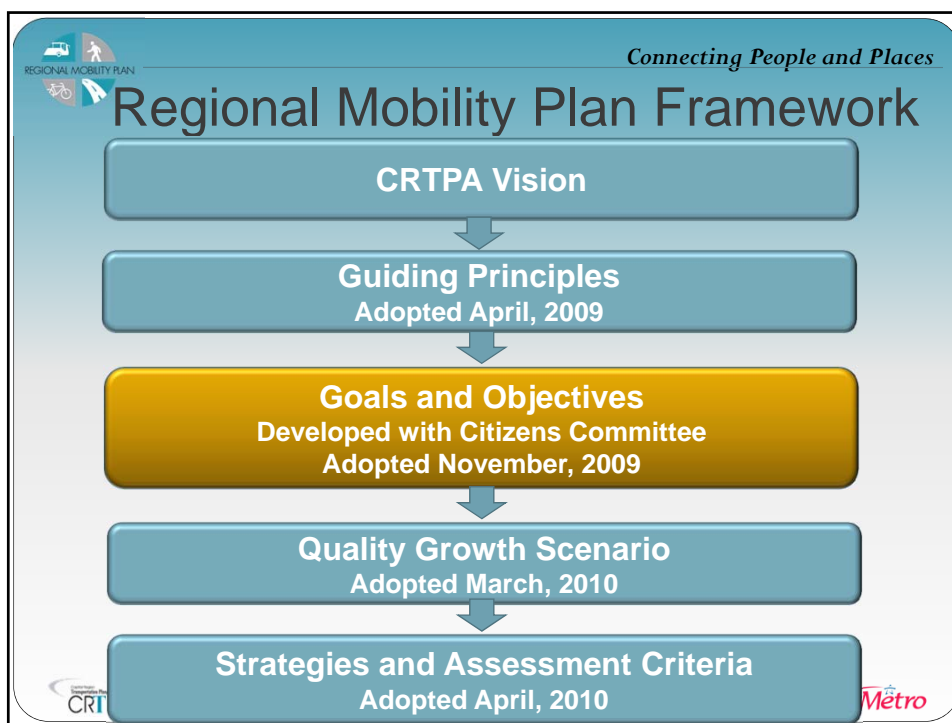 Connecting People and Places
REGIONAL MOBILITY PLAN
Regional Mobility Plan Framework
CRTPA Vision
Guiding Principles
Adopted April, 2009
Goals and Objectives
Developed with Citizens Committee
Adopted November, 2009
Quality Growth Scenario
Adopted March, 2010
Strategies and Assessment Criteria
Adopted April, 2010